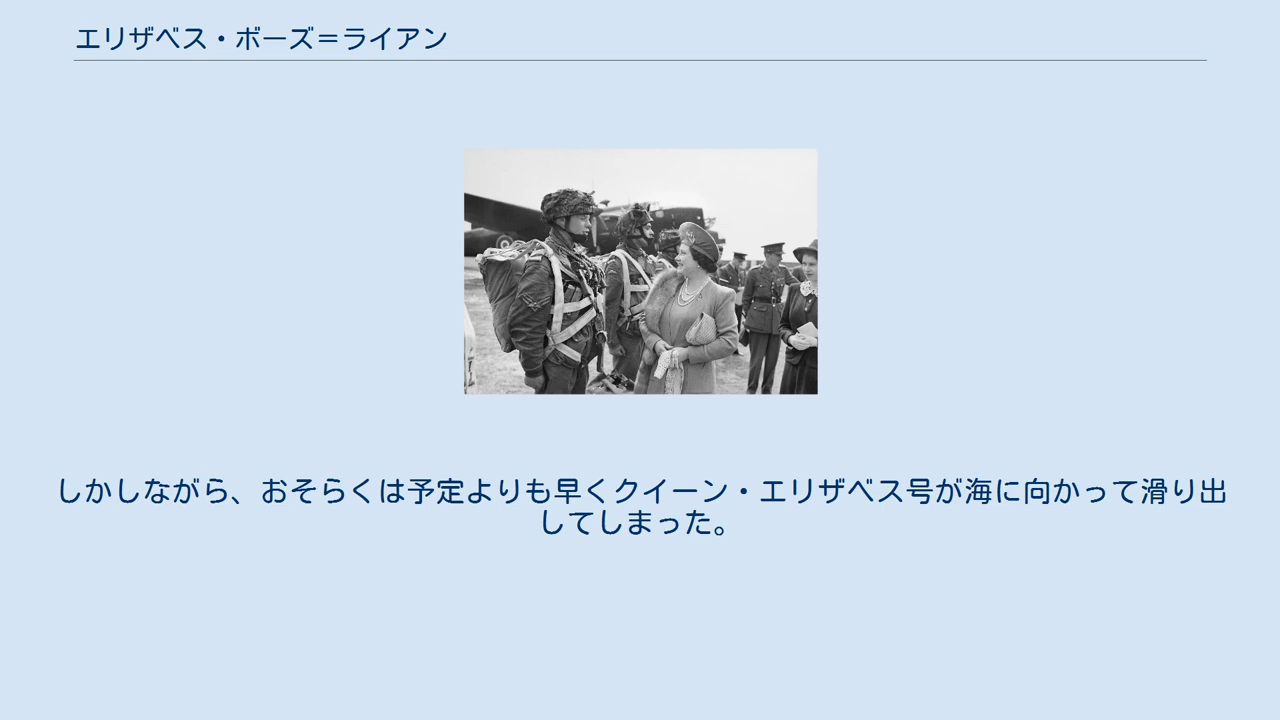 エリザベス・ボーズ＝ライアン
しかしながら、おそらくは予定よりも早くクイーン・エリザベス号が海に向かって滑り出
してしまった。